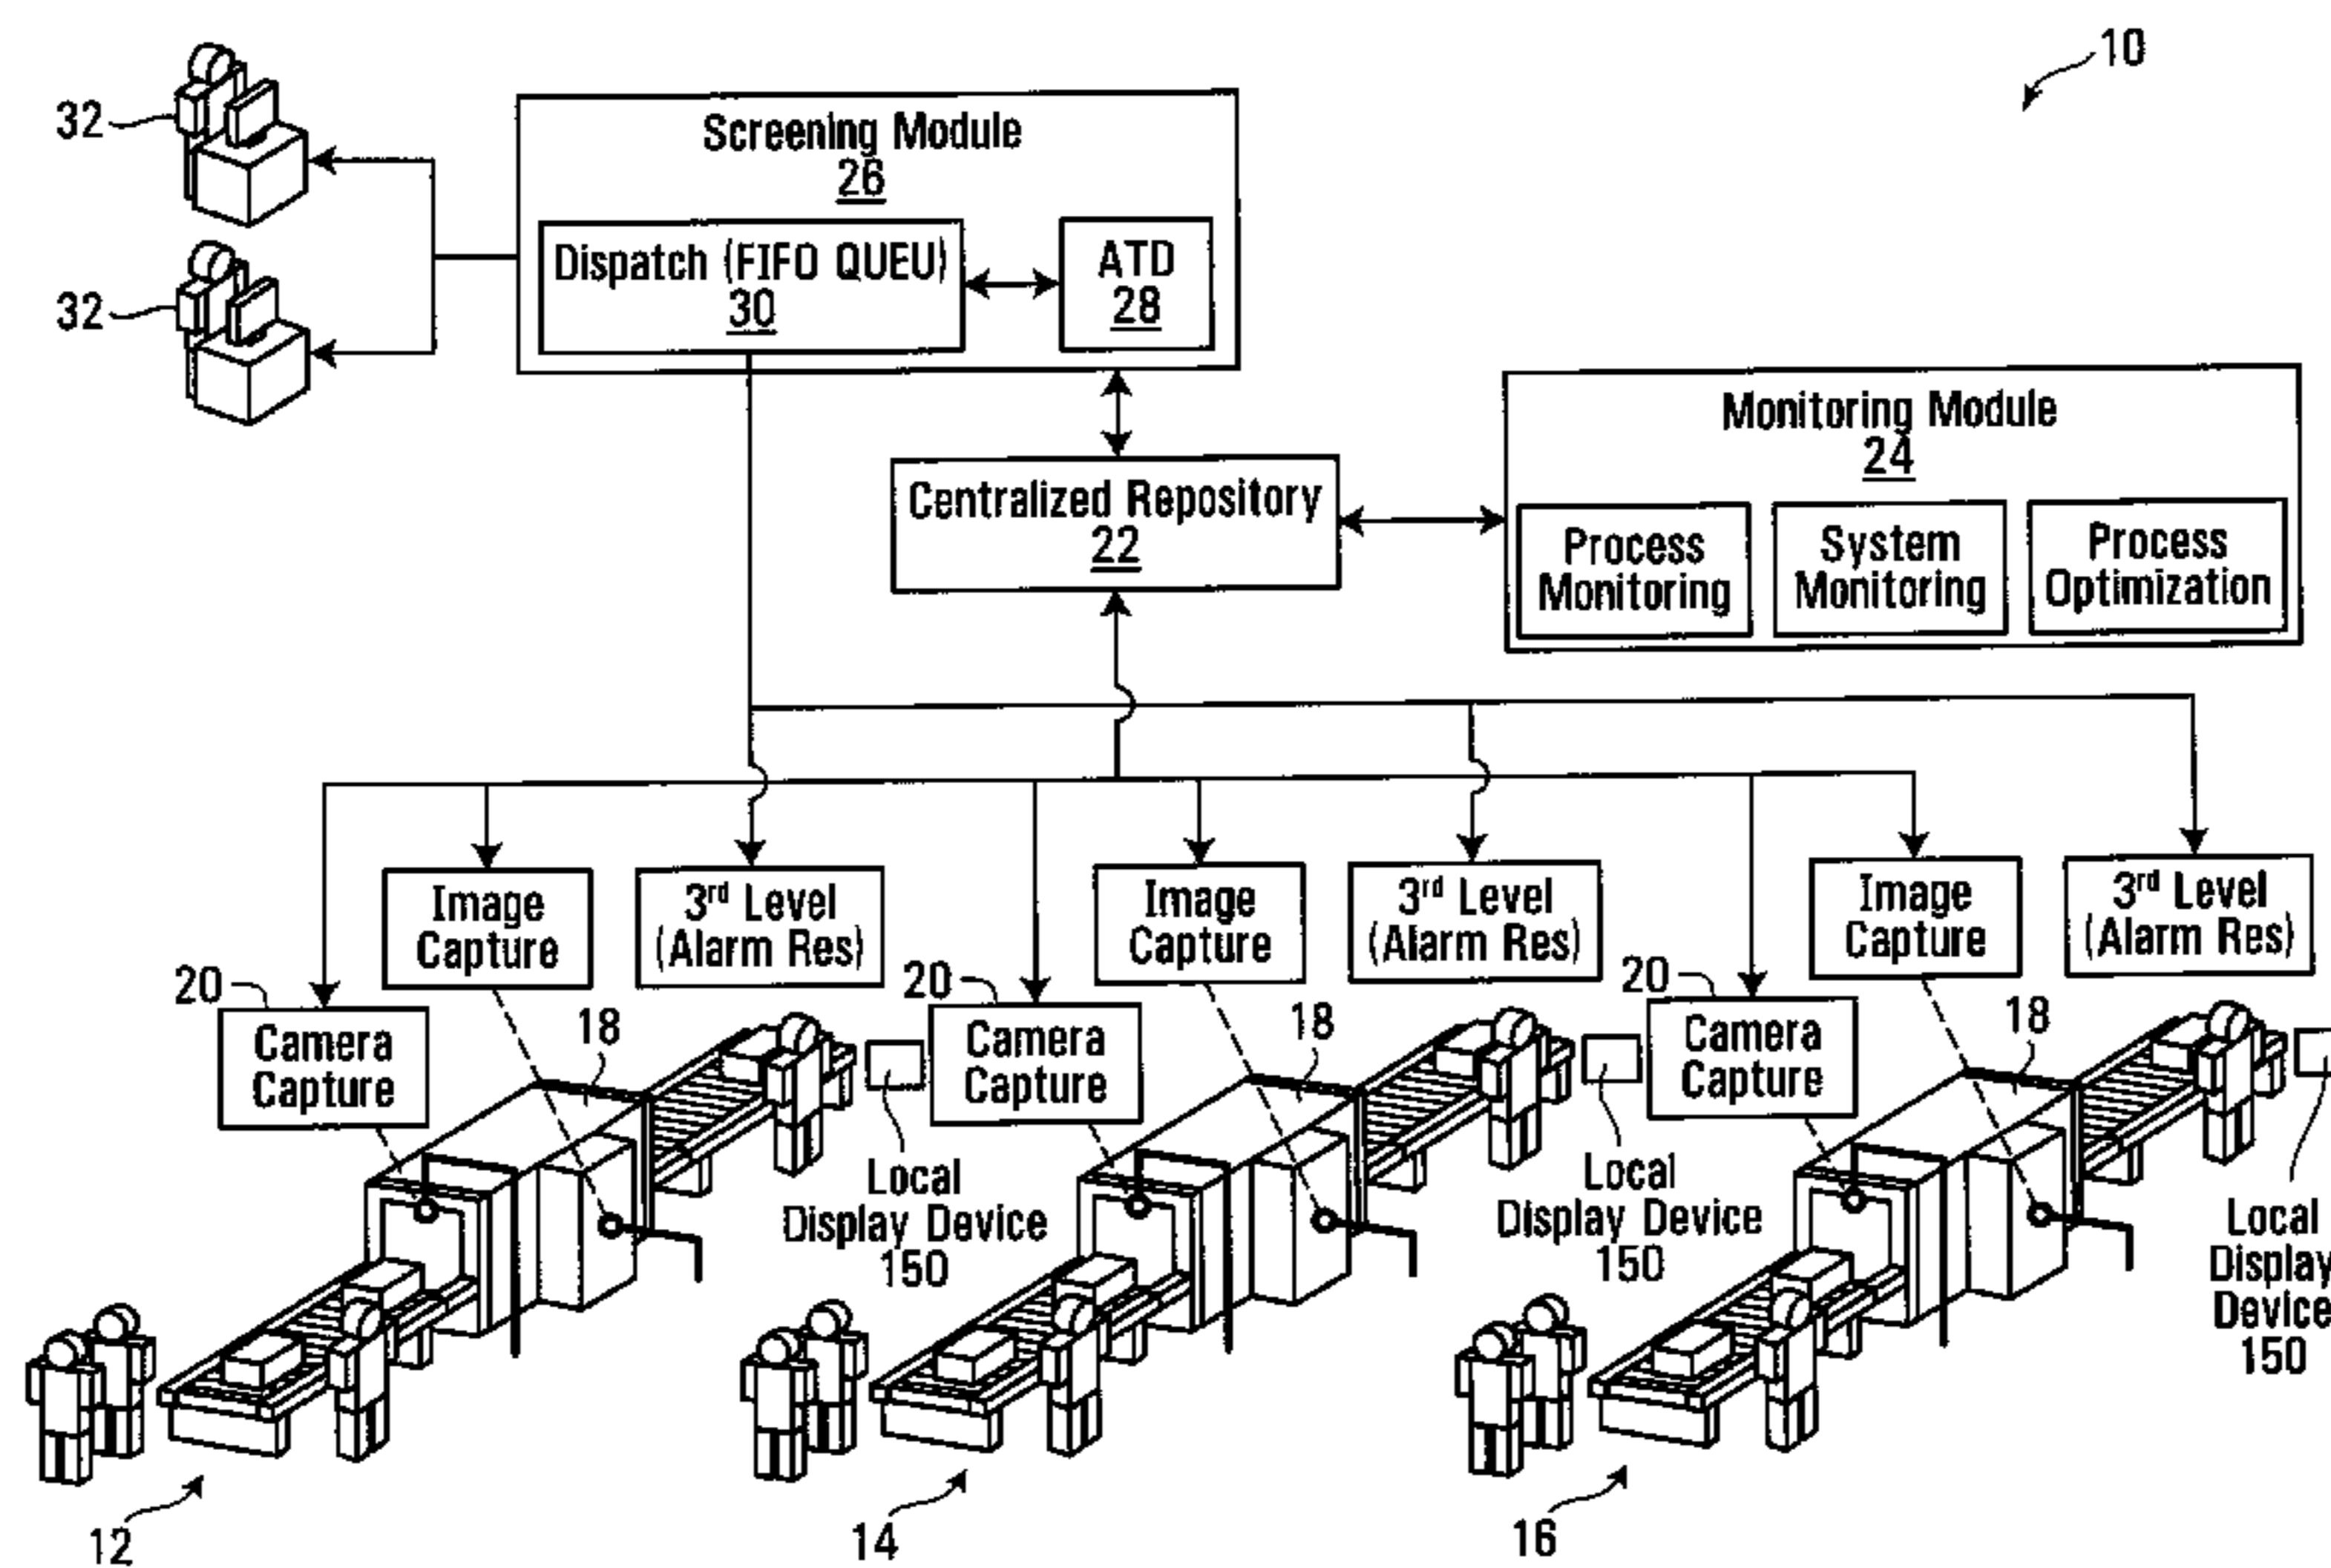 10
32
Screening Module
26
Dispatch (FIFO QUEU)
30
ATD
28
32
Monitoring Module
24
Process
Monitoring
System
Monitoring
Process
Optimization
Centralized Repository
22
Image
Capture
3rd Level
(Alarm Res)
Image
Capture
3rd Level
(Alarm Res)
Image
Capture
3rd Level
(Alarm Res)
20
Camera
Capture
18
20
Camera
Capture
18
20
Camera
Capture
18
Local
Display Device
150
Local
Display Device
150
Local
Display
Device
150
12
14
16